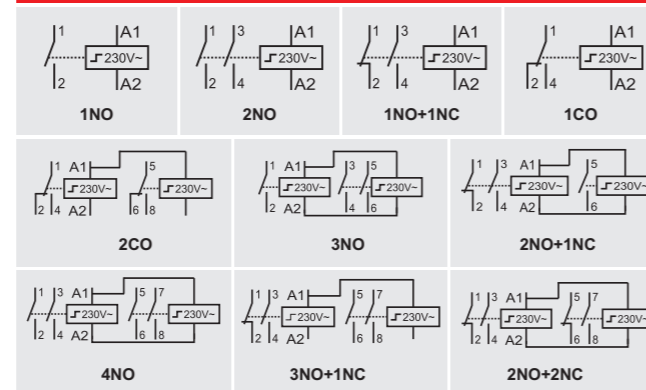 1 A1
230V~
2 A2
1NO
1 3 A1
230V~
2 4 A2
2NO
1 3 A1
230V~
2 4 A2
1NO+1NC
1 A1
230V~
2 4 A2
1CO
1 A1 5
230V~ 230V~
2 4 A2 6 8
2CO
1 A1 3 5
230V~ 230V~
2 A2 4 6
3NO
1 3 A1 5
230V~ 230V~
2 4 A2 6
2NO+1NC
1 3 A1 5 7
230V~ 230V~
2 4 A2 6 8
4NO
1 3 A1 5 7
230V~ 230V~
2 4 A2 6 8
3NO+1NC
1 3 A1 5 7
230V~ 230V~
2 4 A2 6 8
2NO+2NC